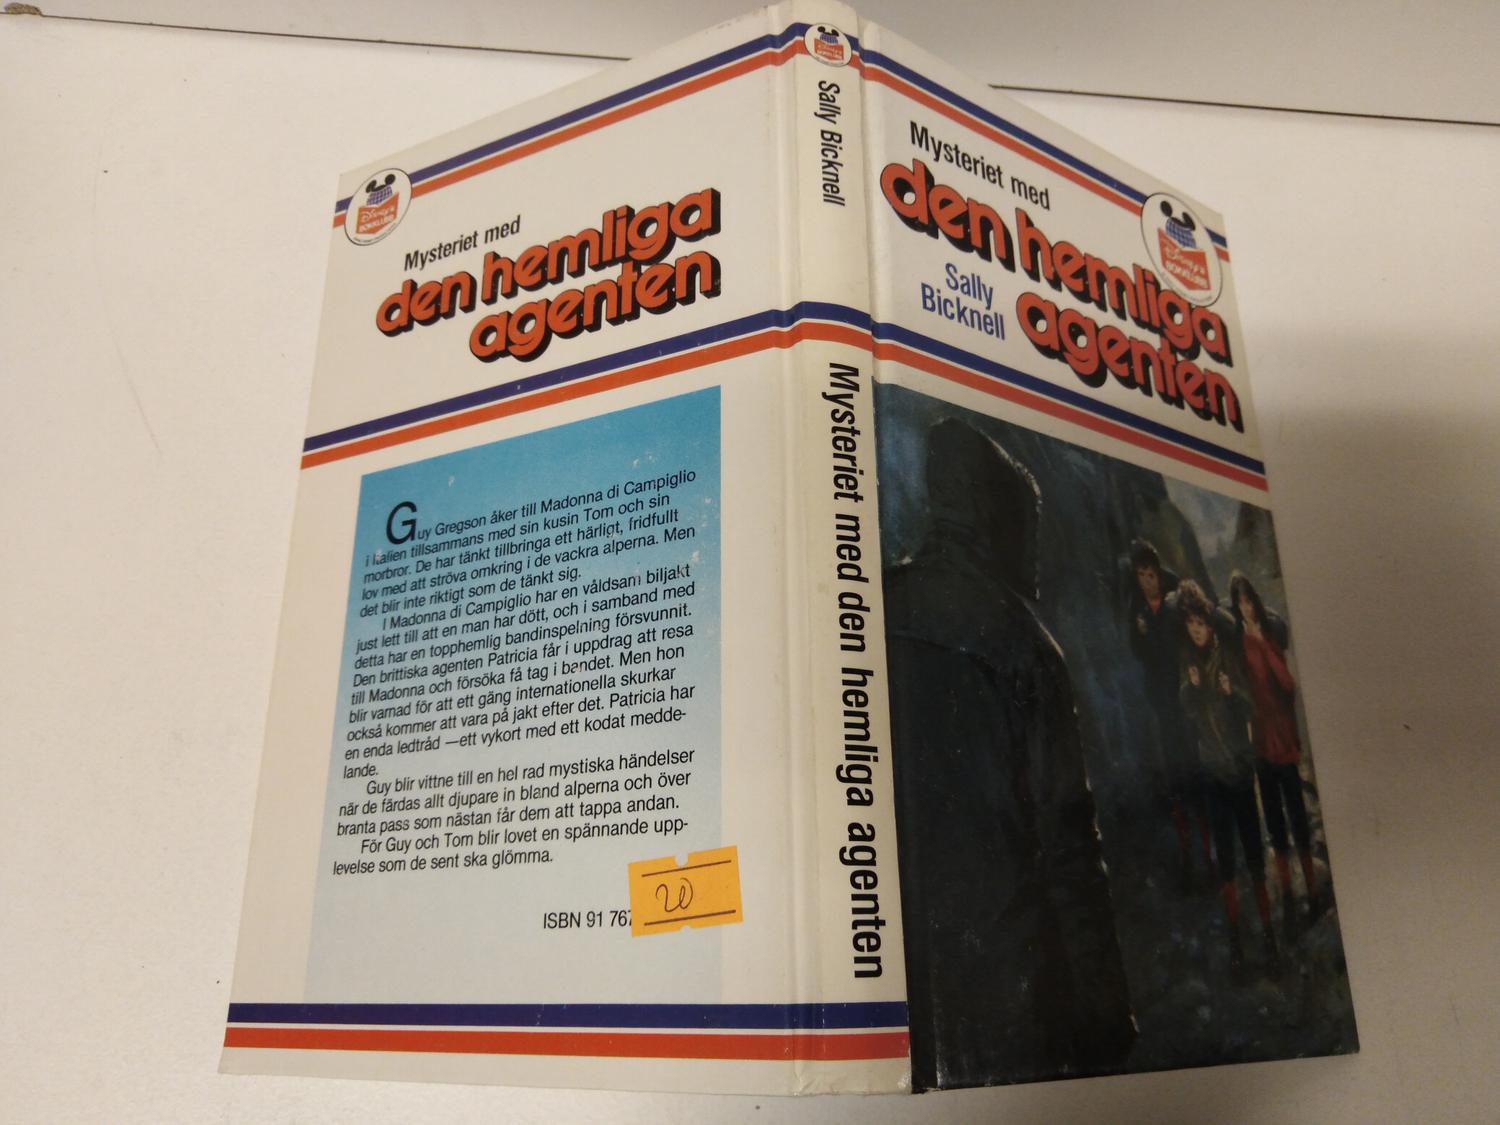 Disney's
BOKKLUBB
Mysteriet med
den hemliga
agenten
Guy Gregson åker till Madonna di Campiglio
i Italien tillsammans med sin kusin Tom och sin
morbror. De har tänkt tillbringa ett härligt, fridfullt
lov med att ströva omkring i de vackra alperna. Men
det blir inte riktigt som de tänkt sig.
I Madonna di Campiglio har en våldsam biljakt
just lett till att en man har dött, och i samband med
detta har en topphemlig bandinspelning försvunnit.
Den brittiska agenten Patricia får i uppdrag att resa
till Madonna och försöka få tag i bandet. Men hon
blir varnad för att ett gäng internationella skurkar
också kommer att vara på jakt efter det. Patricia har
en enda ledtråd —ett vykort med ett kodat medde-
lande.
Guy blir vittne till en hel rad mystiska händelser
när de färdas allt djupare in bland alperna och över
branta pass som nästan får dem att tappa andan.
För Guy och Tom blir lovet en spännande upp-
levelse som de sent ska glömma.
ISBN 91 767
20
Sally Bicknell
Mysteriet med den hemliga agenten
Mysteriet med
den hemliga
agenten
Sally
Bicknell
Disney's
BOKKLUBB